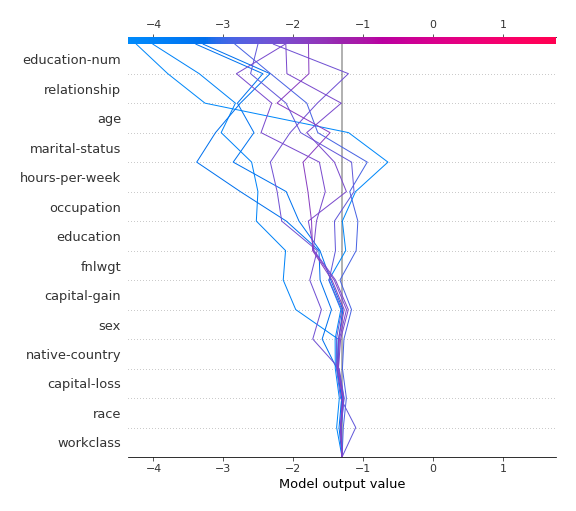 −4 −3 −2 −1 0 1
education-num
relationship
age
marital-status
hours-per-week
occupation
education
fnlwgt
capital-gain
sex
native-country
capital-loss
race
workclass
−4 −3 −2 −1 0 1
Model output value